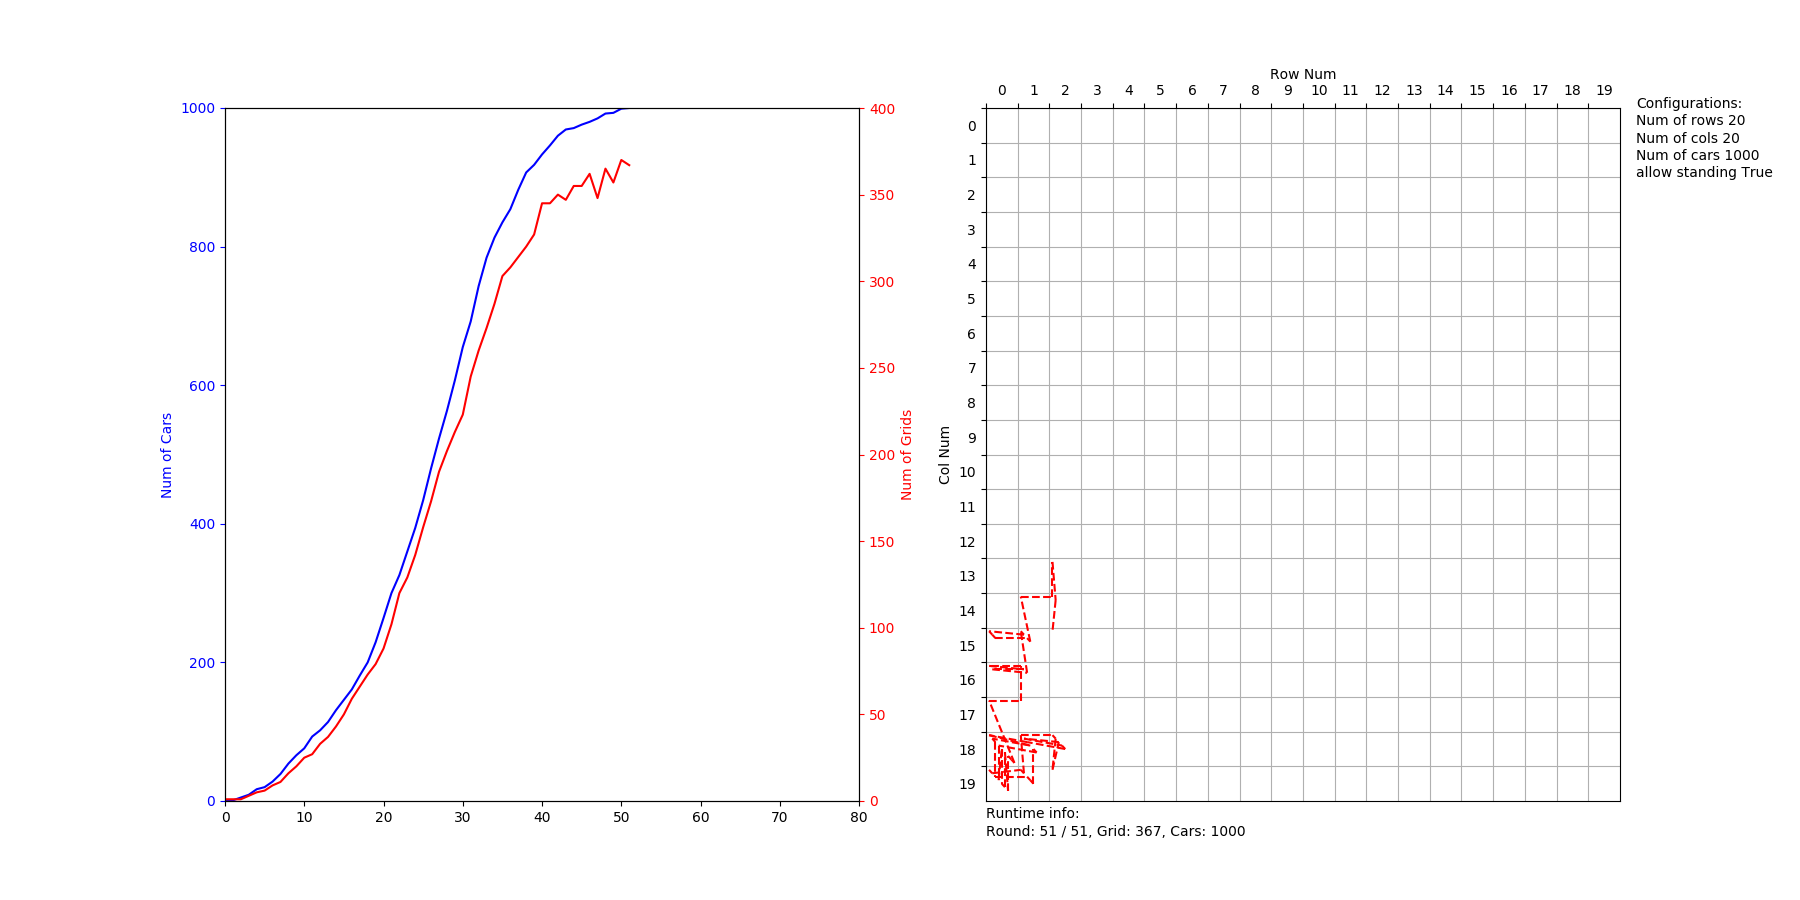 Row Num
0 1 2 3 4 5 6 7 8 9 10 11 12 13 14 15 16 17 18 19
Configurations:
Num of rows 20
Num of cols 20
Num of cars 1000
allow standing True
1000
800
600
400
200
0
Num of Cars
0 10 20 30 40 50 60 70 80
400
350
300
250
200
150
100
50
0
Num of Grids
Col Num
0
1
2
3
4
5
6
7
8
9
10
11
12
13
14
15
16
17
18
19
Runtime info:
Round: 51 / 51, Grid: 367, Cars: 1000